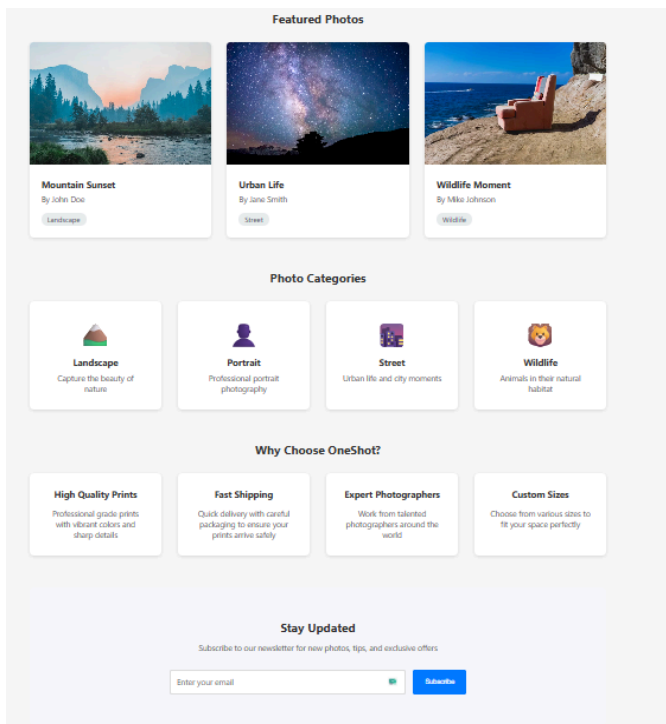 Featured Photos
Mountain Sunset
By John Doe
Landscape
Urban Life
By Jane Smith
Street
Wildlife Moment
By Mike Johnson
Wildlife
Photo Categories
Landscape
Capture the beauty of
nature
Portrait
Professional portrait
photography
Street
Urban life and city moments
Wildlife
Animals in their natural
habitat
Why Choose OneShot?
High Quality Prints
Professional grade prints
with vibrant colors and
sharp details
Fast Shipping
Quick delivery with careful
packaging to ensure your
prints arrive safely
Expert Photographers
Work from talented
photographers around the
world
Custom Sizes
Choose from various sizes to
fit your space perfectly
Stay Updated
Subscribe to our newsletter for new photos, tips, and exclusive offers
Enter your email
Subscribe